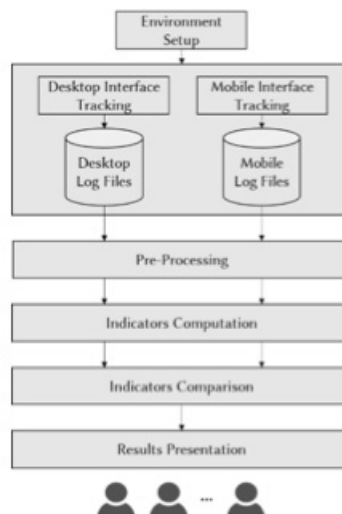 Environment
Setup
Desktop Interface
Tracking
Mobile Interface
Tracking
Desktop
Log Files
Mobile
Log Files
Pre-Processing
Indicators Computation
Indicators Comparison
Results Presentation
...